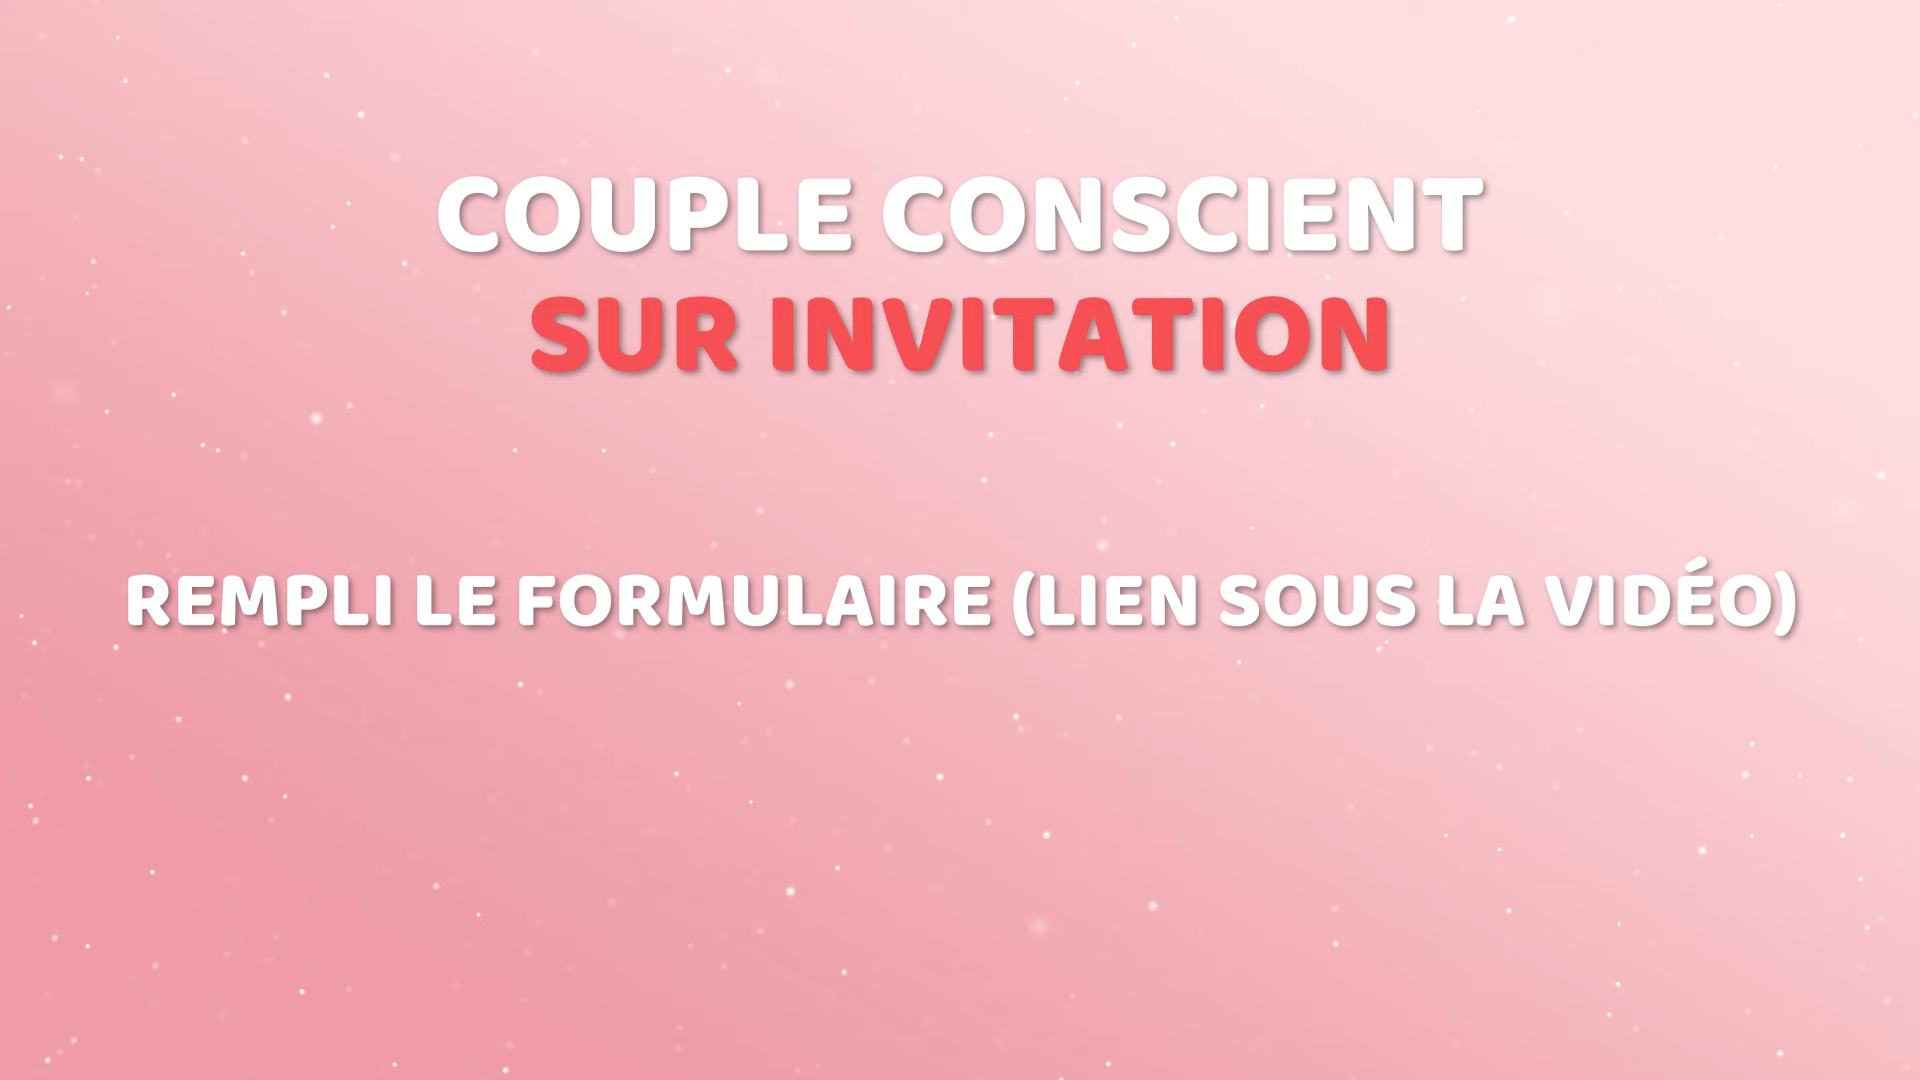 COUPLE CONSCIENT
SUR INVITATION
REMPLI LE FORMULAIRE (LIEN SOUS LA VIDÉO)